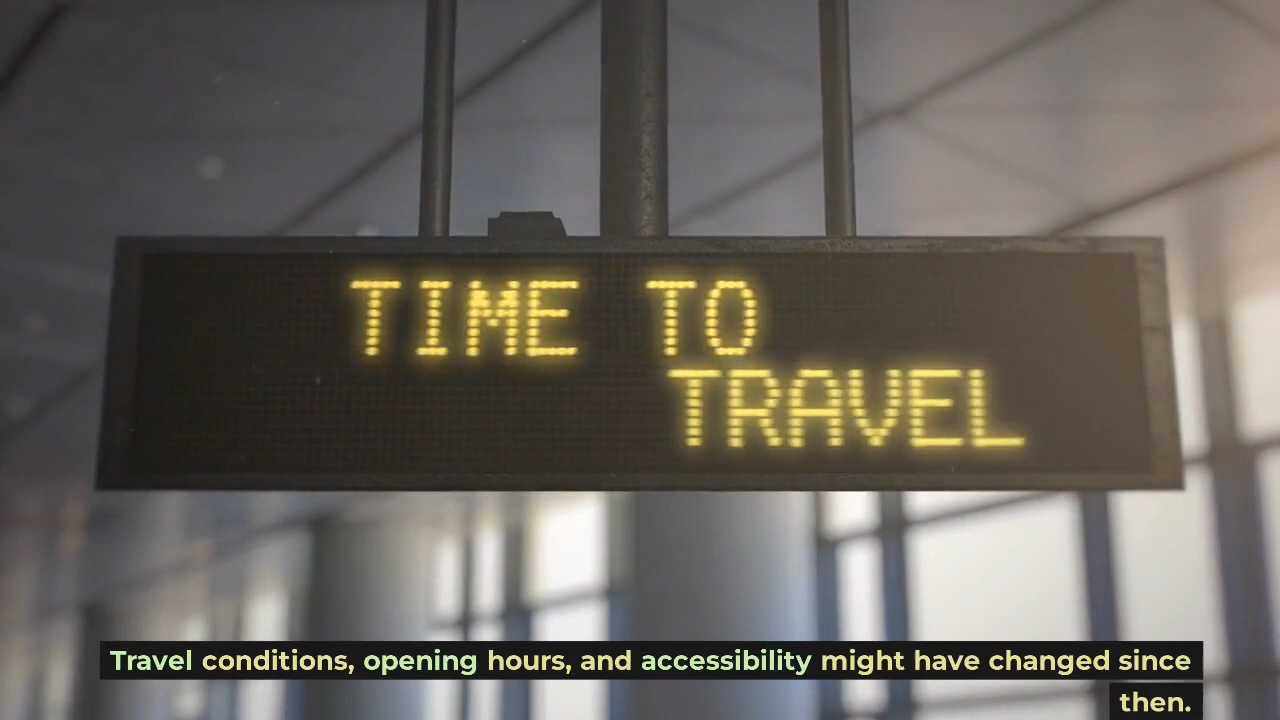 TIME TO
TRAVEL
Travel conditions, opening hours, and accessibility might have changed since
then.